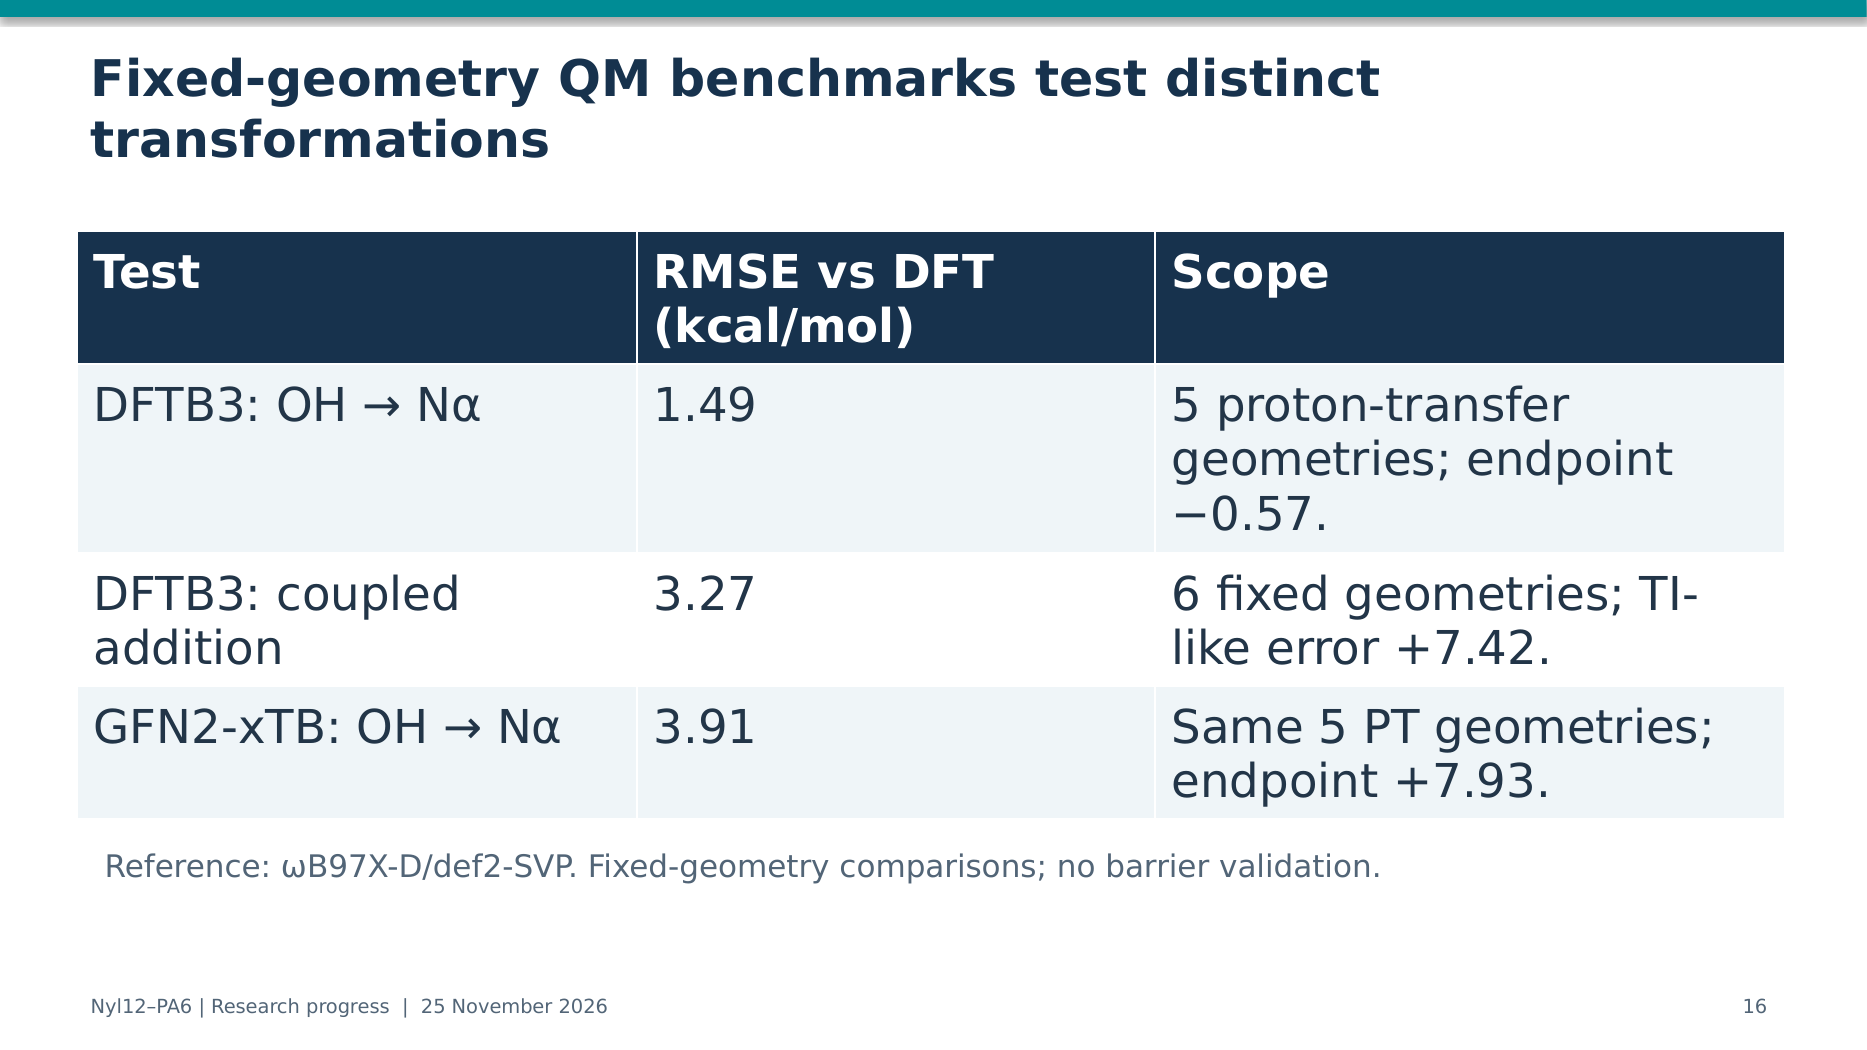 Fixed-geometry QM benchmarks test distinct
transformations
Test
RMSE vs DFT
(kcal/mol)
Scope
DFTB3: OH → Nα
1.49
5 proton-transfer
geometries; endpoint
−0.57.
DFTB3: coupled
addition
3.27
6 fixed geometries; TI-
like error +7.42.
GFN2-xTB: OH → Nα
3.91
Same 5 PT geometries;
endpoint +7.93.
Reference: ωB97X-D/def2-SVP. Fixed-geometry comparisons; no barrier validation.
Nyl12–PA6 | Research progress | 25 November 2026
16